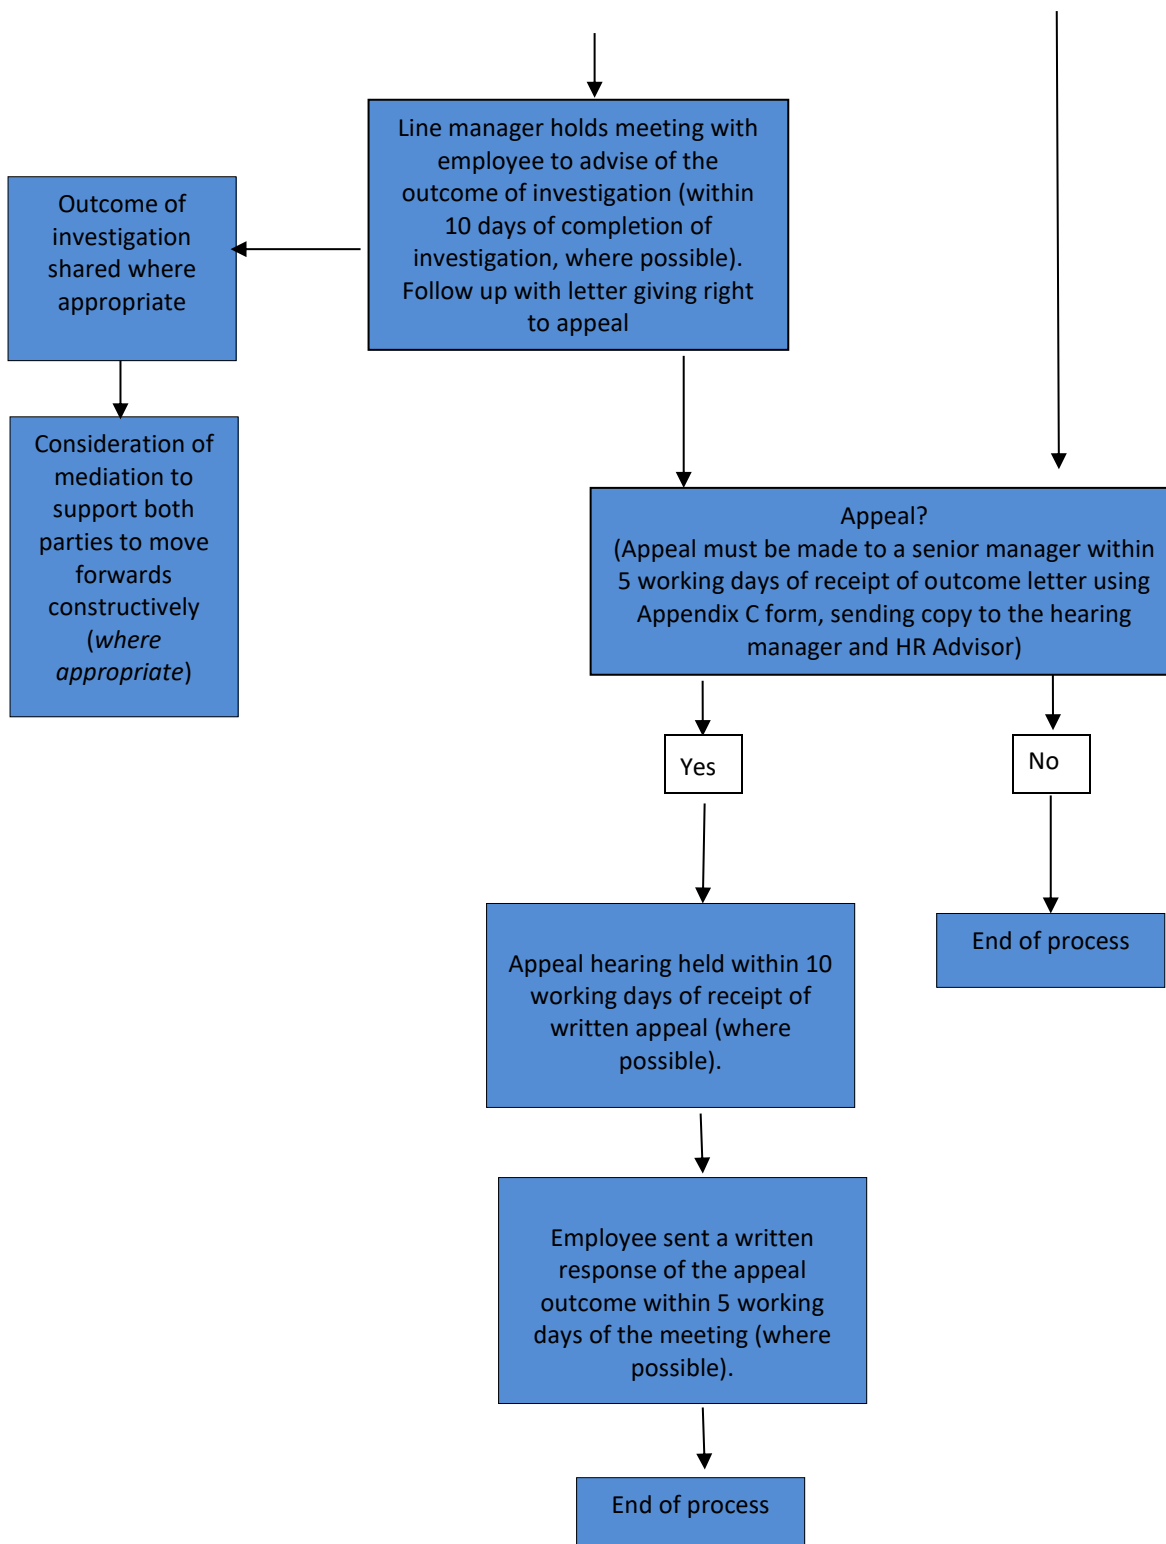 Line manager holds meeting with
employee to advise of the
outcome of investigation (within
10 days of completion of
investigation, where possible).
Follow up with letter giving right
to appeal
Outcome of
investigation
shared where
appropriate
Consideration of
mediation to
support both
parties to move
forwards
constructively
(where
appropriate)
Appeal?
(Appeal must be made to a senior manager within
5 working days of receipt of outcome letter using
Appendix C form, sending copy to the hearing
manager and HR Advisor)
Yes
No
Appeal hearing held within 10
working days of receipt of
written appeal (where
possible).
End of process
Employee sent a written
response of the appeal
outcome within 5 working
days of the meeting (where
possible).
End of process